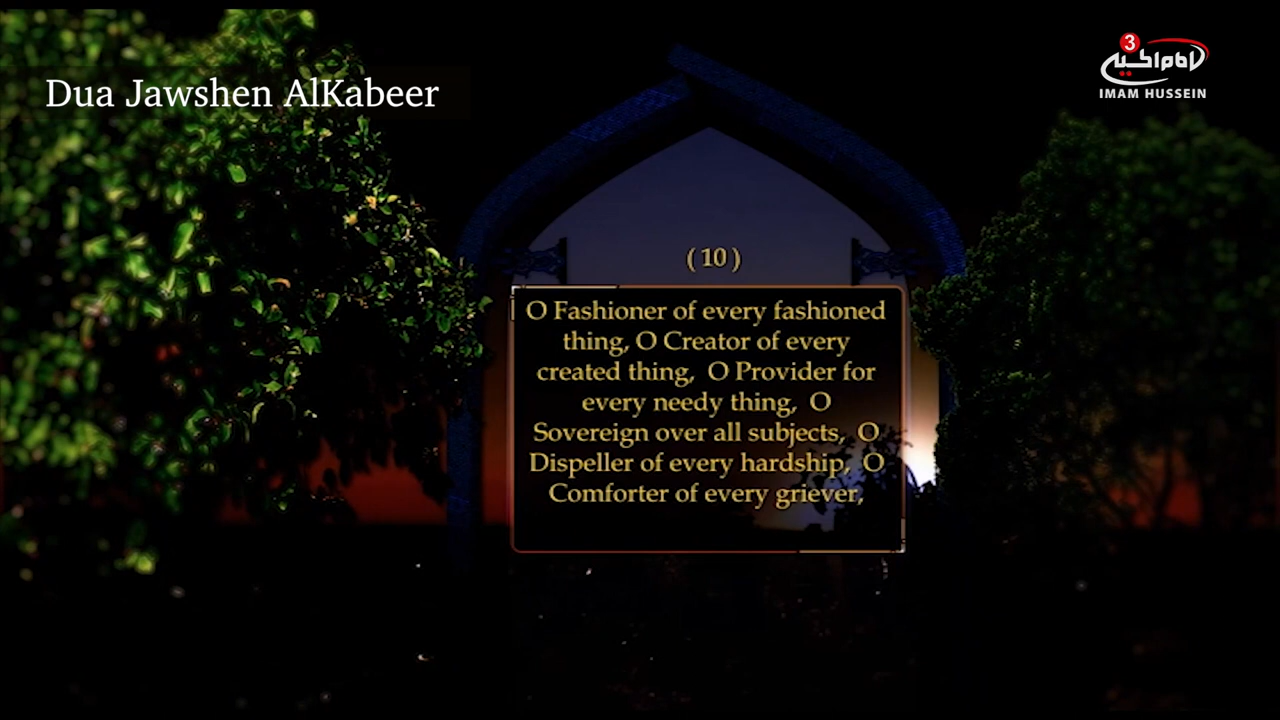 Dua Jawshen AlKabeer
3
الامام الحسين
IMAM HUSSEIN
( 10 )
O Fashioner of every fashioned
thing, O Creator of every
created thing, O Provider for
every needy thing, O
Sovereign over all subjects, O
Dispeller of every hardship, O
Comforter of every griever,